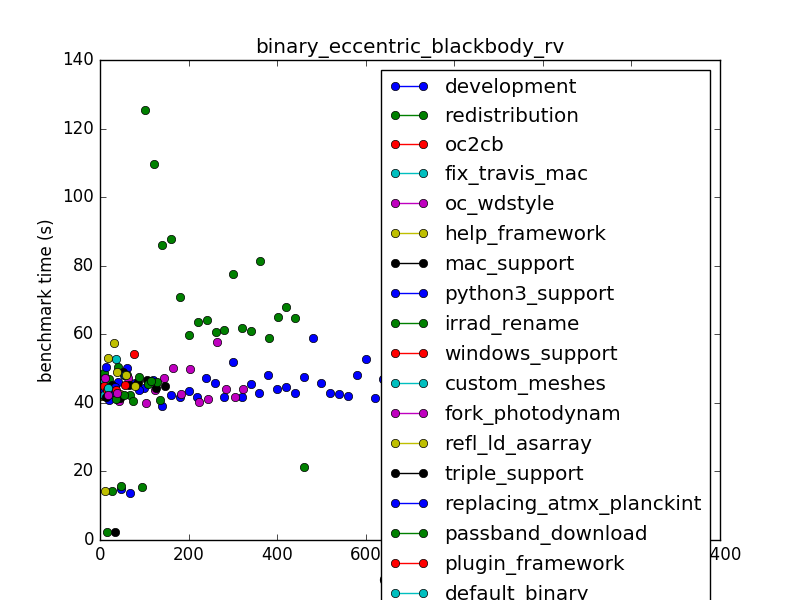 binary_eccentric_blackbody_rv
140
120
100
80
60
40
20
0
benchmark time (s)
0
200
400
600
400
development
redistribution
oc2cb
fix_travis_mac
oc_wdstyle
help_framework
mac_support
python3_support
irrad_rename
windows_support
custom_meshes
fork_photodynam
refl_ld_asarray
triple_support
replacing_atmx_planckint
passband_download
plugin_framework
default_binary